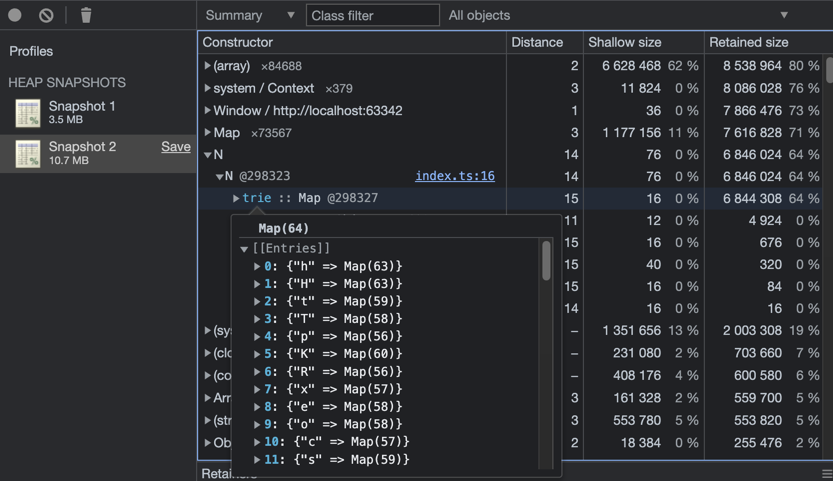 Summary ▼ Class filter All objects ▼
Profiles
HEAP SNAPSHOTS
Snapshot 1
3.5 MB
Snapshot 2 Save
10.7 MB
Constructor Distance Shallow size Retained size
▶(array) ×84688 2 6 628 468 62 % 8 538 964 80 %
▶system / Context ×379 3 11 824 0 % 8 086 028 76 %
▶Window / http://localhost:63342 1 36 0 % 7 866 476 73 %
▶Map ×73567 3 1 177 156 11 % 7 616 828 71 %
▼N 14 76 0 % 6 846 024 64 %
▼N @298323 index.ts:16 14 76 0 % 6 846 024 64 %
▶trie :: Map @298327 15 16 0 % 6 844 308 64 %
11 12 0 % 4 924 0 %
15 16 0 % 676 0 %
15 40 0 % 320 0 %
15 16 0 % 84 0 %
14 16 0 % 16 0 %
▶(sys – 1 351 656 13 % 2 003 308 19 %
▶(clo – 231 080 2 % 703 660 7 %
▶(co – 408 176 4 % 600 580 6 %
▶Arr 3 161 328 2 % 559 700 5 %
▶(str 3 553 780 5 % 553 820 5 %
▶Ob 2 18 384 0 % 255 476 2 %
Map(64)
▼[[Entries]]
▶0: {"h" => Map(63)}
▶1: {"H" => Map(63)}
▶2: {"t" => Map(59)}
▶3: {"T" => Map(58)}
▶4: {"p" => Map(56)}
▶5: {"K" => Map(60)}
▶6: {"R" => Map(56)}
▶7: {"x" => Map(57)}
▶8: {"e" => Map(58)}
▶9: {"o" => Map(58)}
▶10: {"c" => Map(57)}
▶11: {"s" => Map(59)}
Retainers